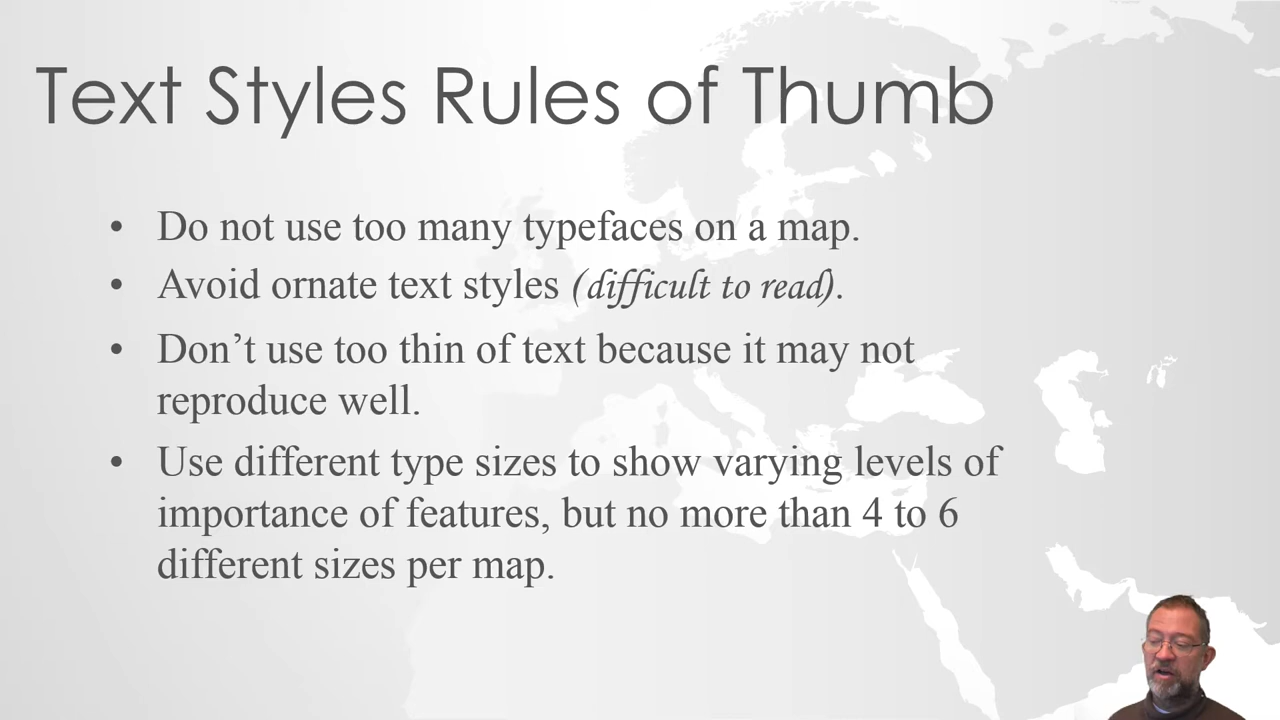 Text Styles Rules of Thumb
• Do not use too many typefaces on a map.
• Avoid ornate text styles (difficult to read).
• Don’t use too thin of text because it may not
reproduce well.
• Use different type sizes to show varying levels of
importance of features, but no more than 4 to 6
different sizes per map.